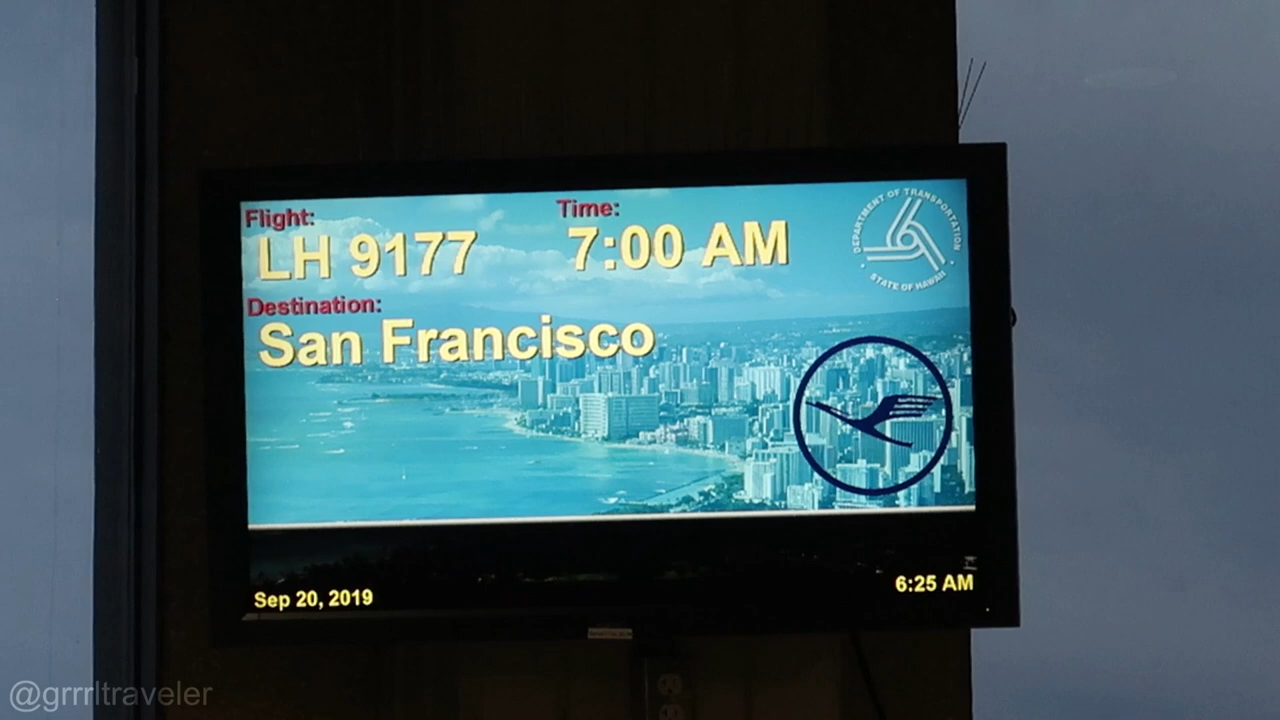 Flight:
Time:
LH 9177
7:00 AM
DEPARTMENT OF TRANSPORTATION
STATE OF HAWAII
Destination:
San Francisco
Sep 20, 2019
6:25 AM
@grrrltraveler